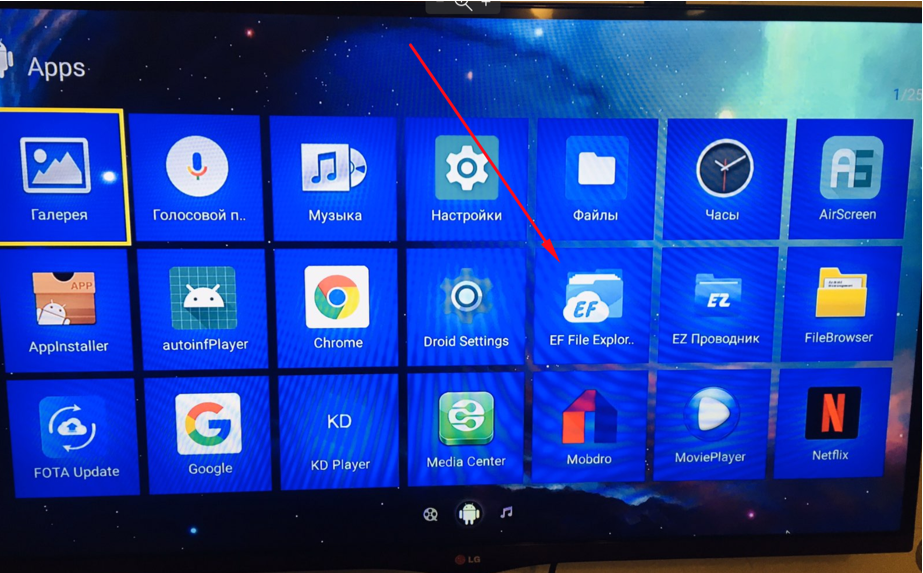 Apps
1/25
Галерея
Голосовой п..
Музыка
Настройки
Файлы
Часы
AS
AirScreen
APP
AppInstaller
autoinfPlayer
Chrome
Droid Settings
EF
EF File Explor..
EZ
EZ Проводник
FileBrowser
FOTA Update
G
Google
KD
KD Player
Media Center
Mobdro
MoviePlayer
N
Netflix
LG